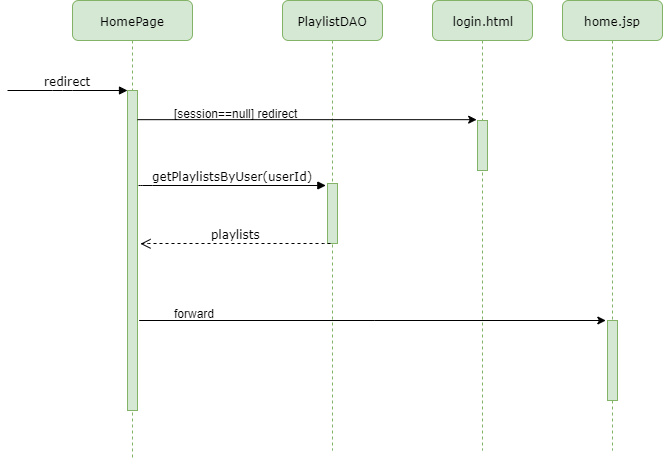 HomePage
PlaylistDAO
login.html
home.jsp
redirect
[session==null] redirect
getPlaylistsByUser(userId)
playlists
forward